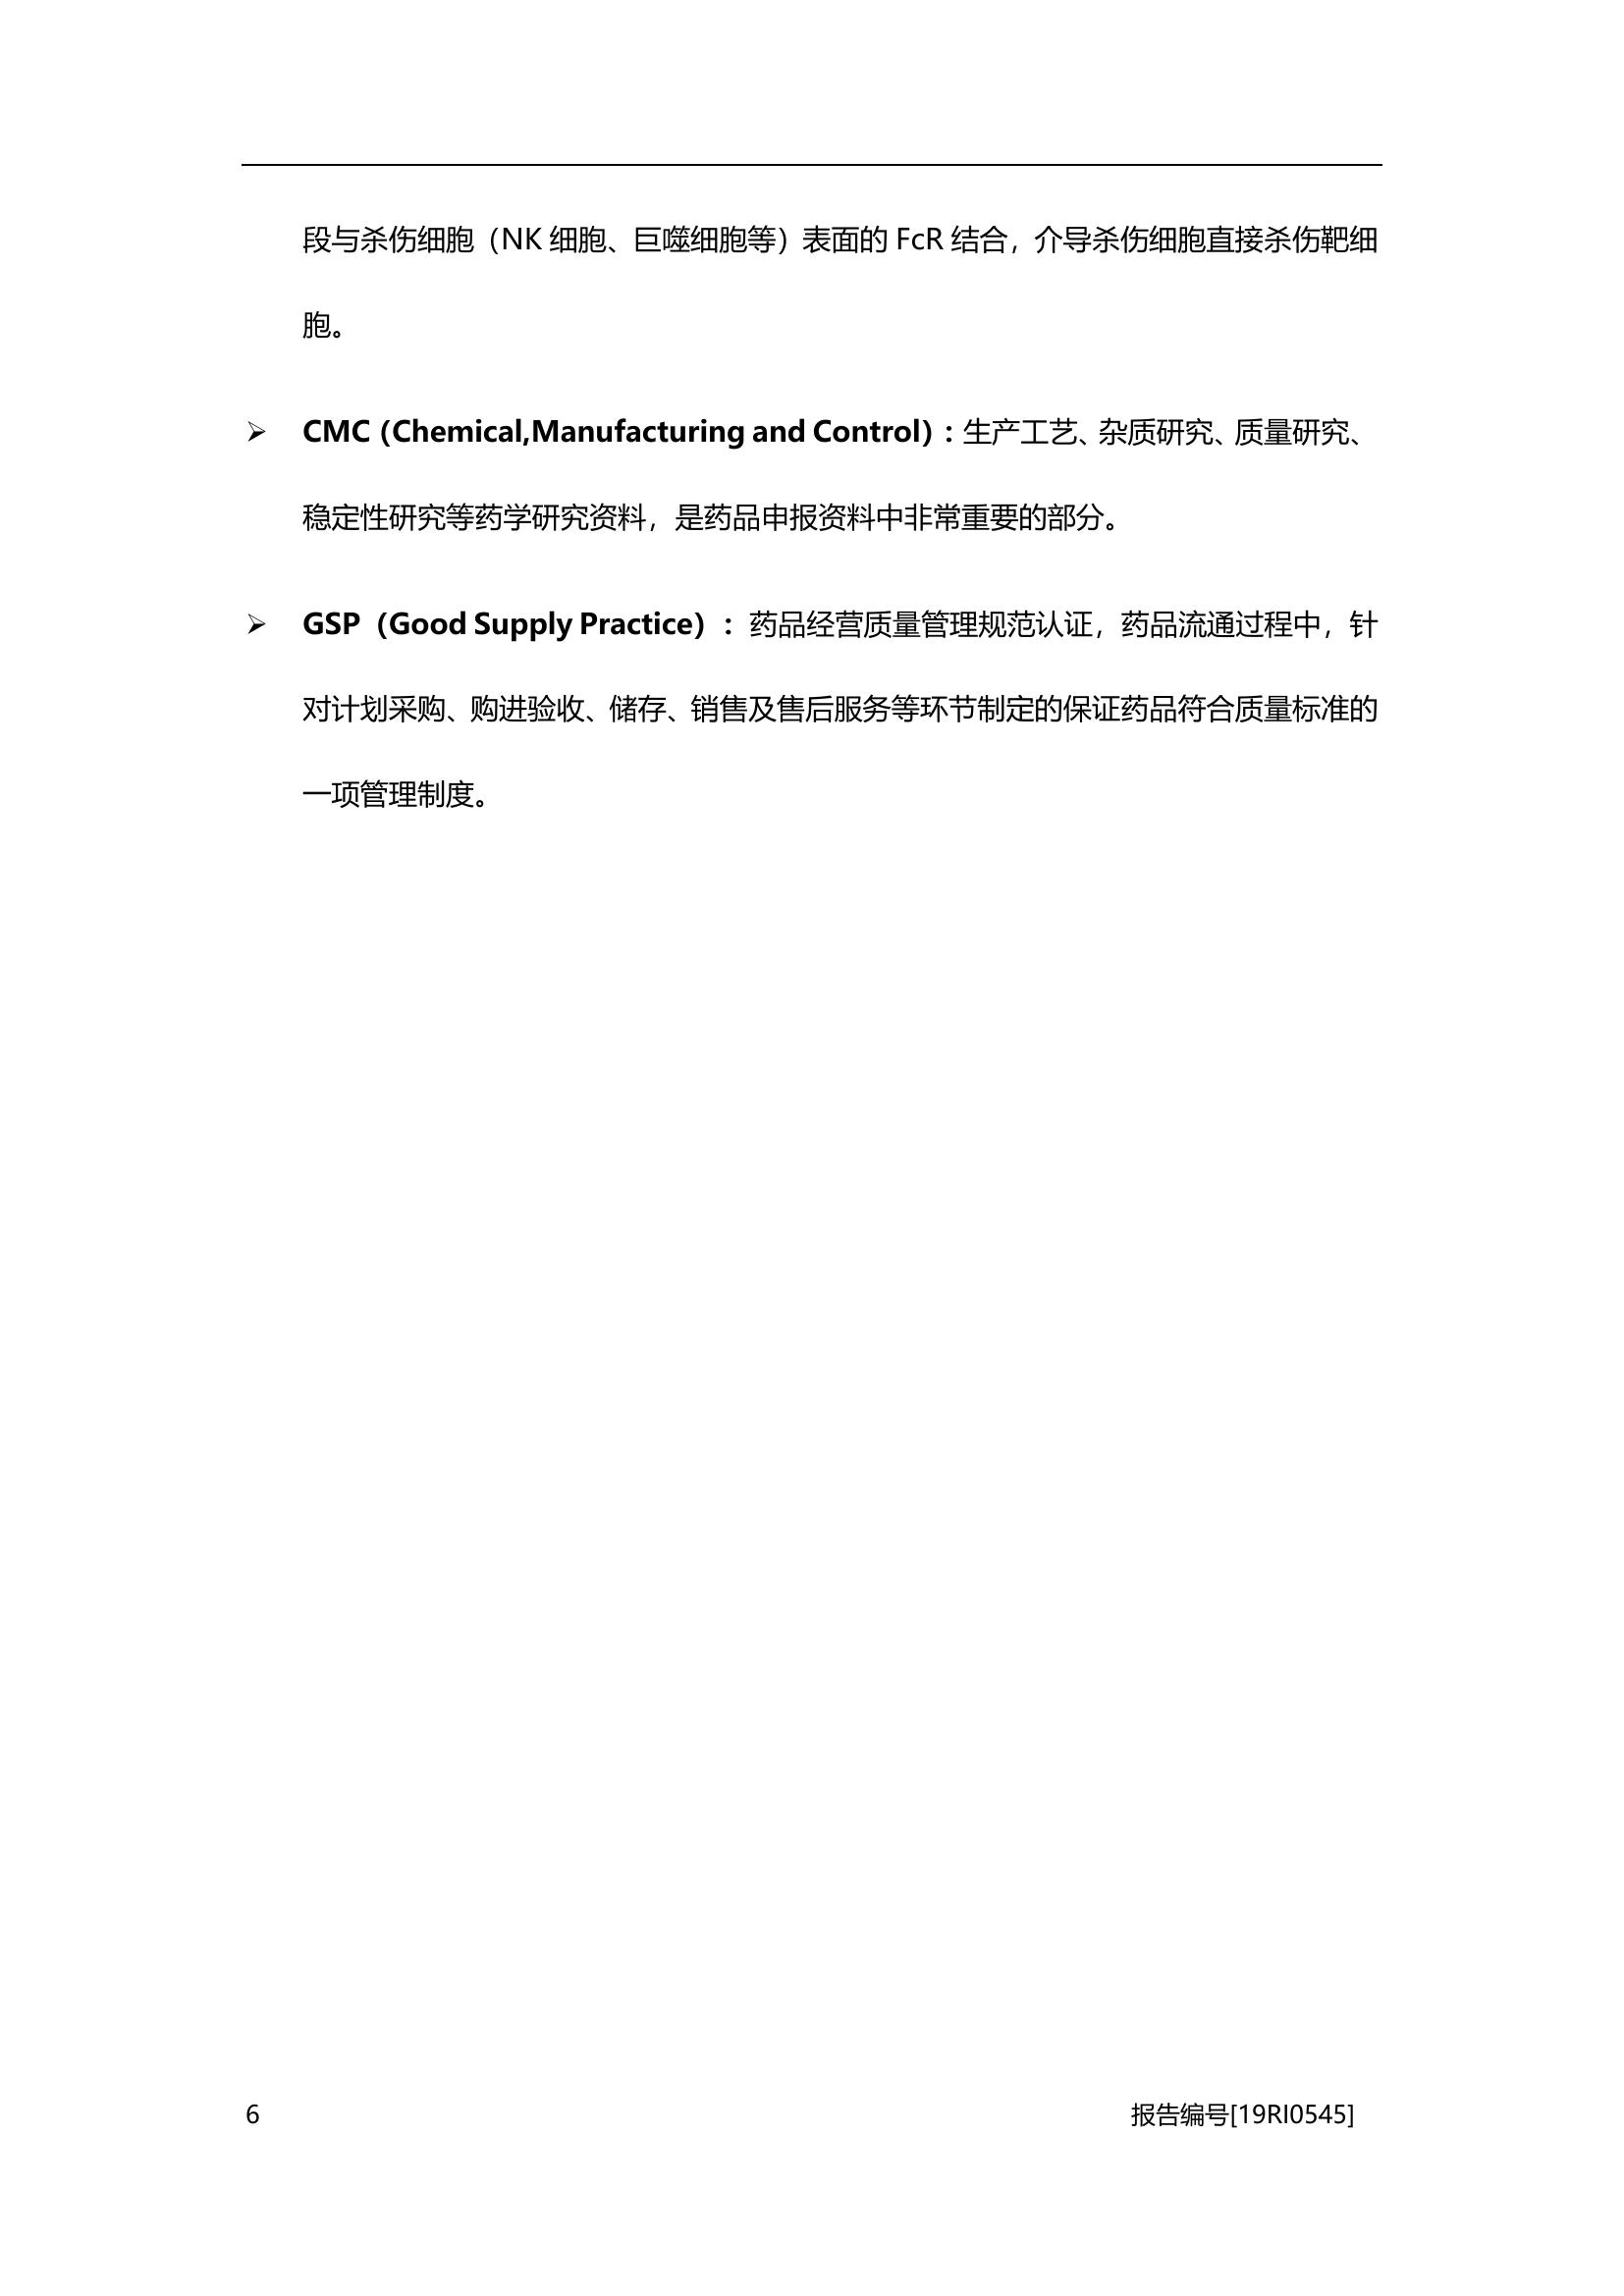 段与杀伤细胞（NK 细胞、巨噬细胞等）表面的 FcR 结合，介导杀伤细胞直接杀伤靶细
胞。
➢ CMC（Chemical,Manufacturing and Control）：生产工艺、杂质研究、质量研究、
稳定性研究等药学研究资料，是药品申报资料中非常重要的部分。
➢ GSP（Good Supply Practice）：药品经营质量管理规范认证，药品流通过程中，针
对计划采购、购进验收、储存、销售及售后服务等环节制定的保证药品符合质量标准的
一项管理制度。
6 报告编号[19RI0545]